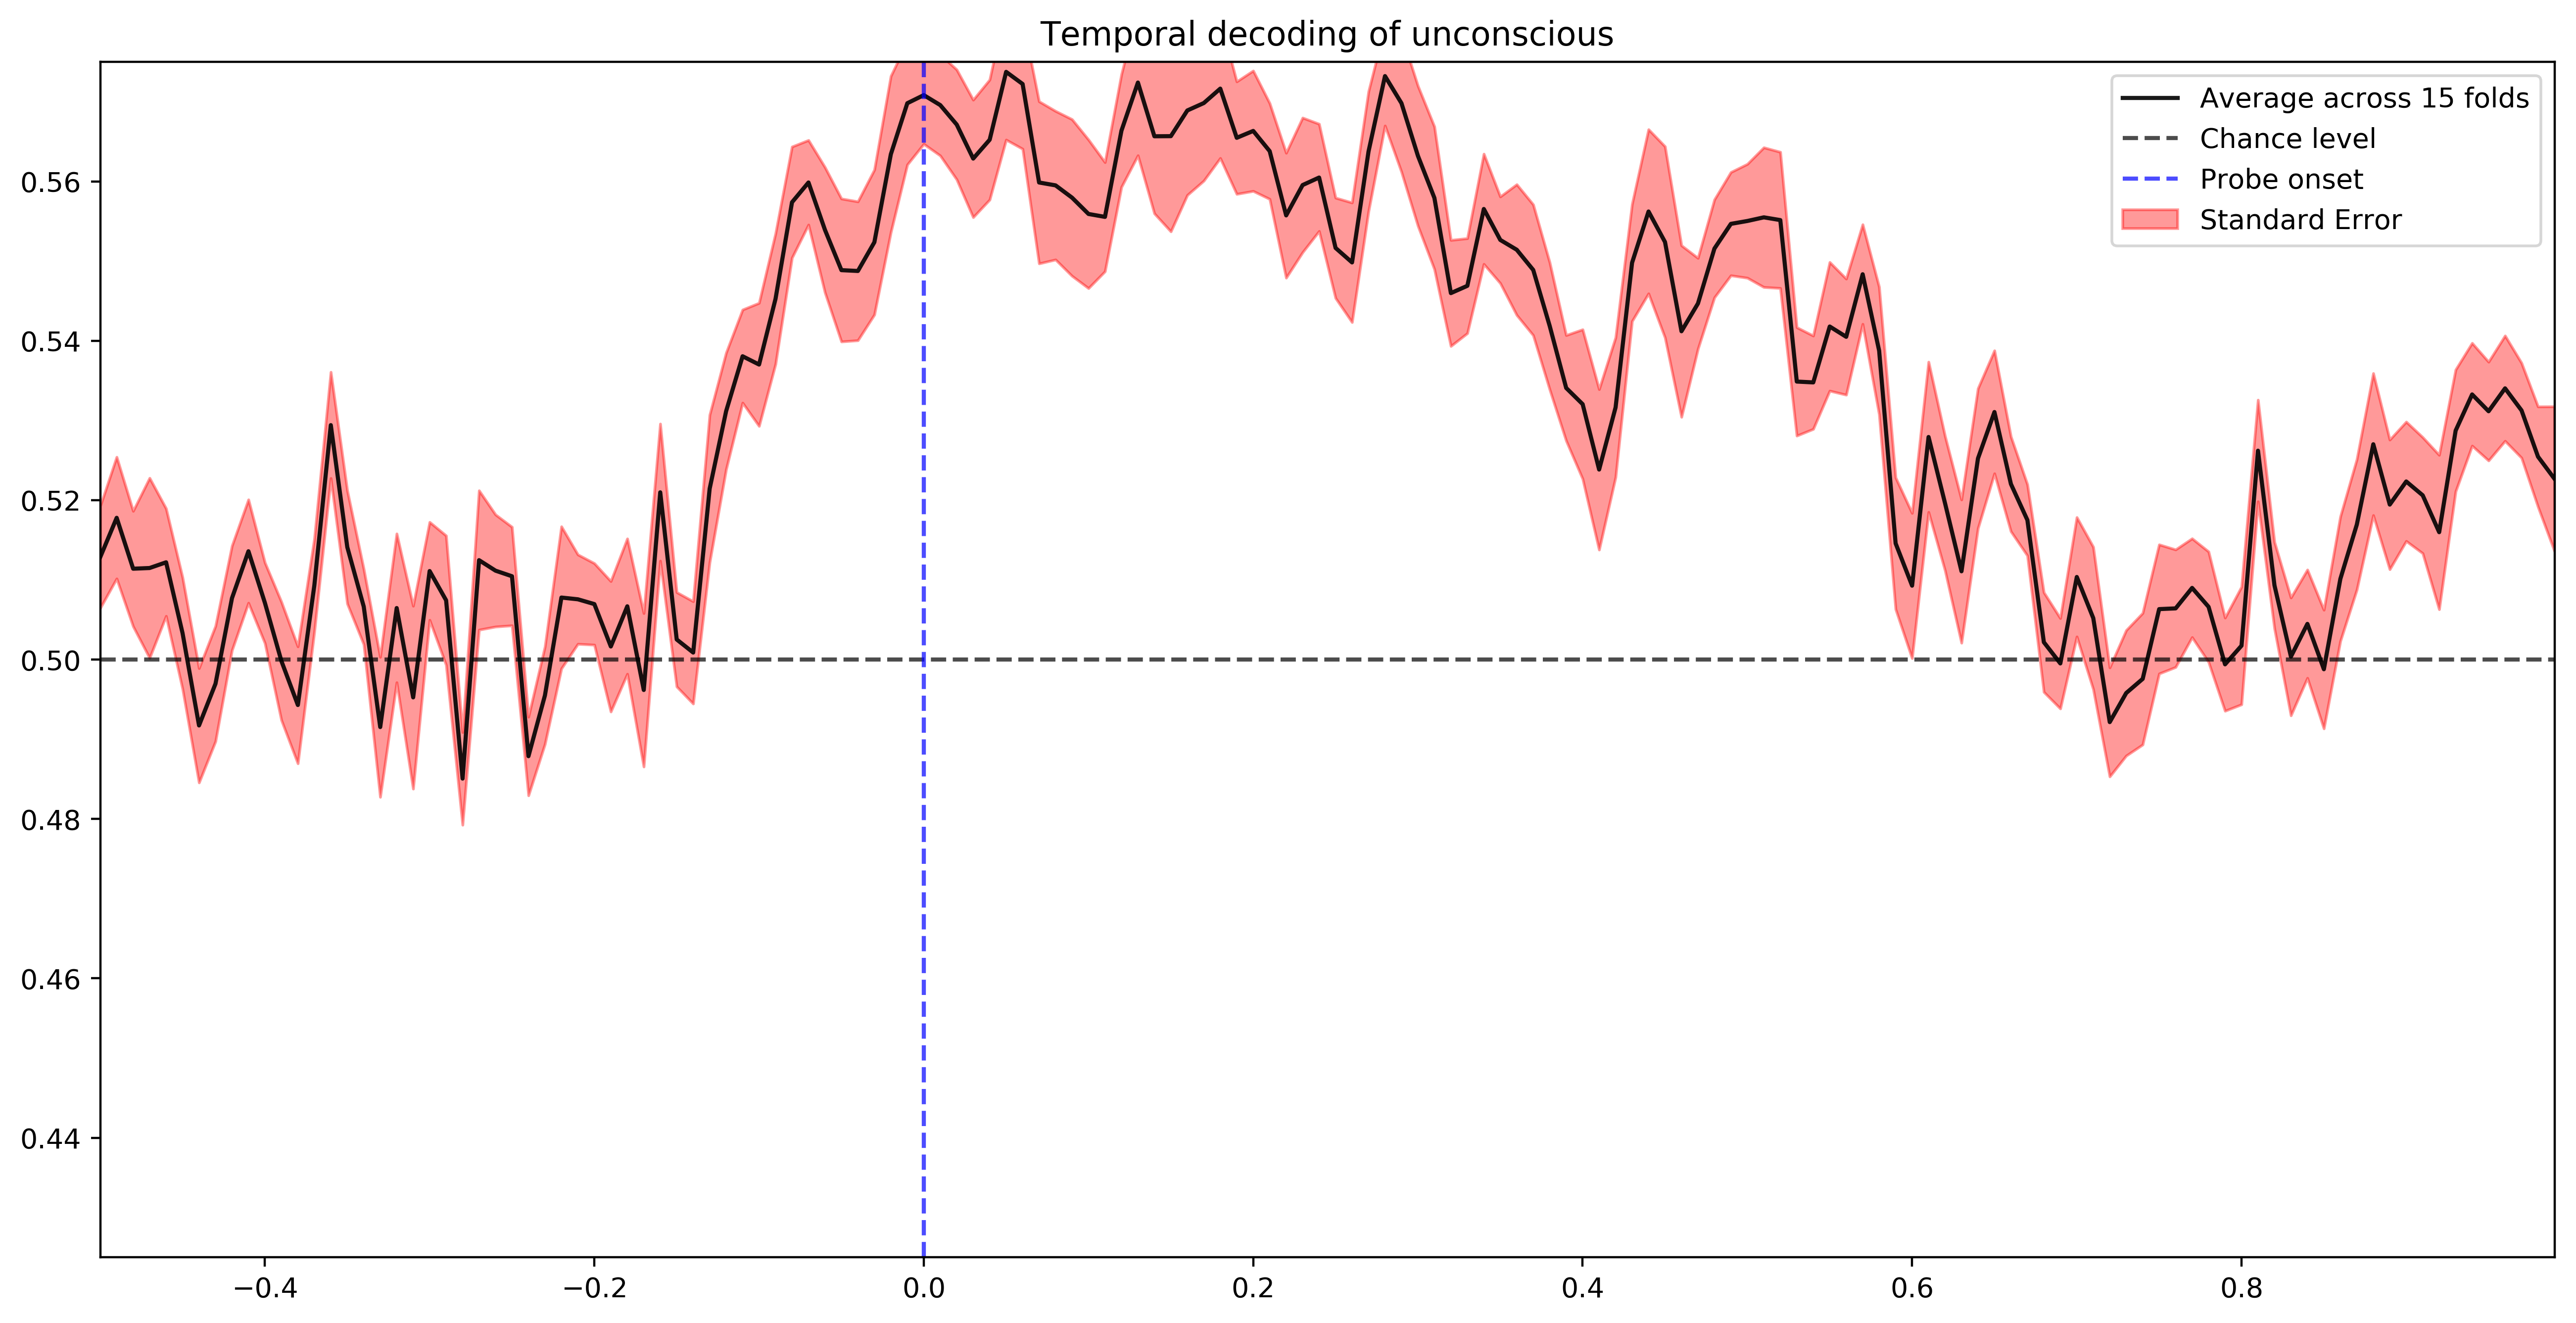 Temporal decoding of unconscious
Average across 15 folds
Chance level
Probe onset
Standard Error
0.56
0.54
0.52
0.50
0.48
0.46
0.44
−0.4 −0.2 0.0 0.2 0.4 0.6 0.8